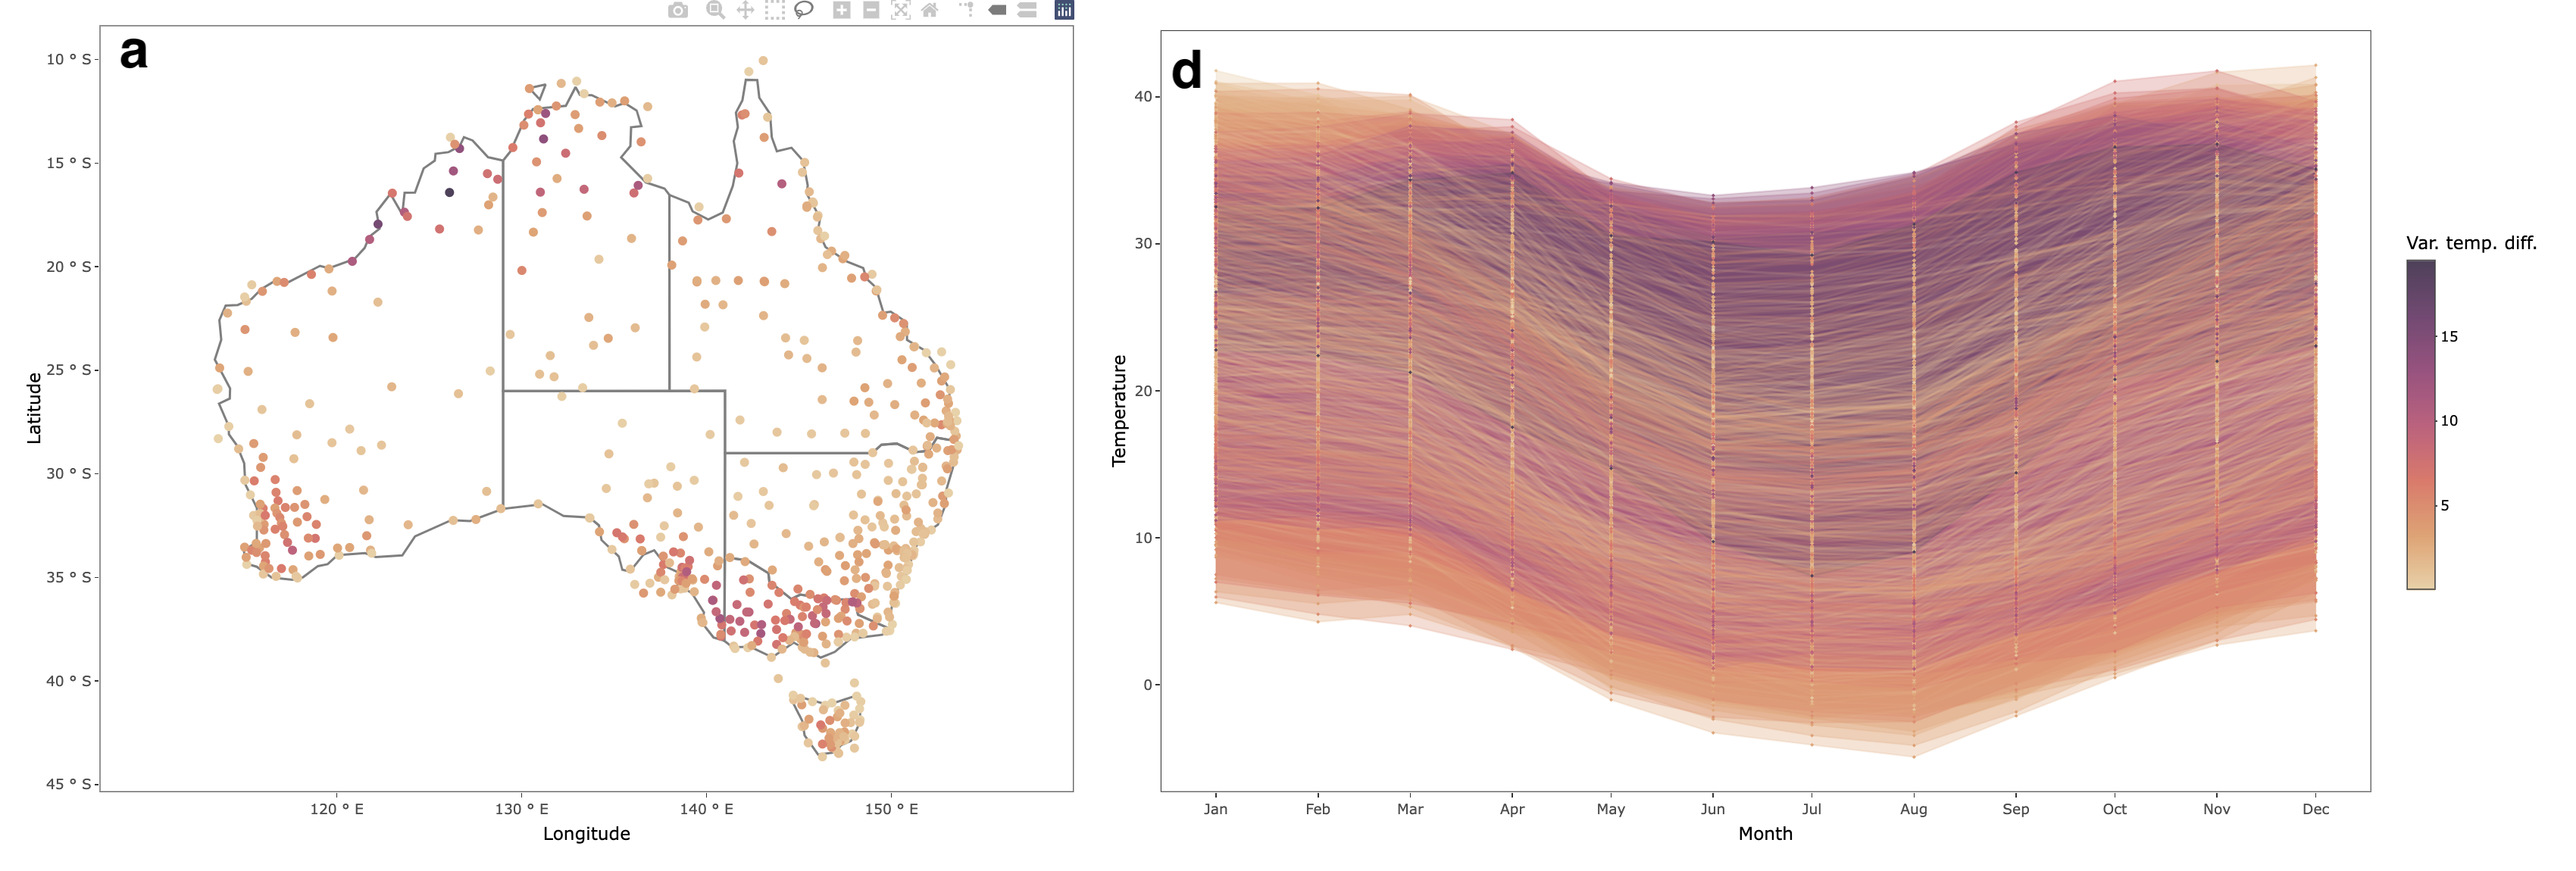 a
10 ° S
15 ° S
20 ° S
25 ° S
30 ° S
35 ° S
40 ° S
45 ° S
Latitude
120 ° E
130 ° E
140 ° E
150 ° E
Longitude
d
40
30
20
10
0
Temperature
Jan
Feb
Mar
Apr
May
Jun
Jul
Aug
Sep
Oct
Nov
Dec
Month
Var. temp. diff.
15
10
5